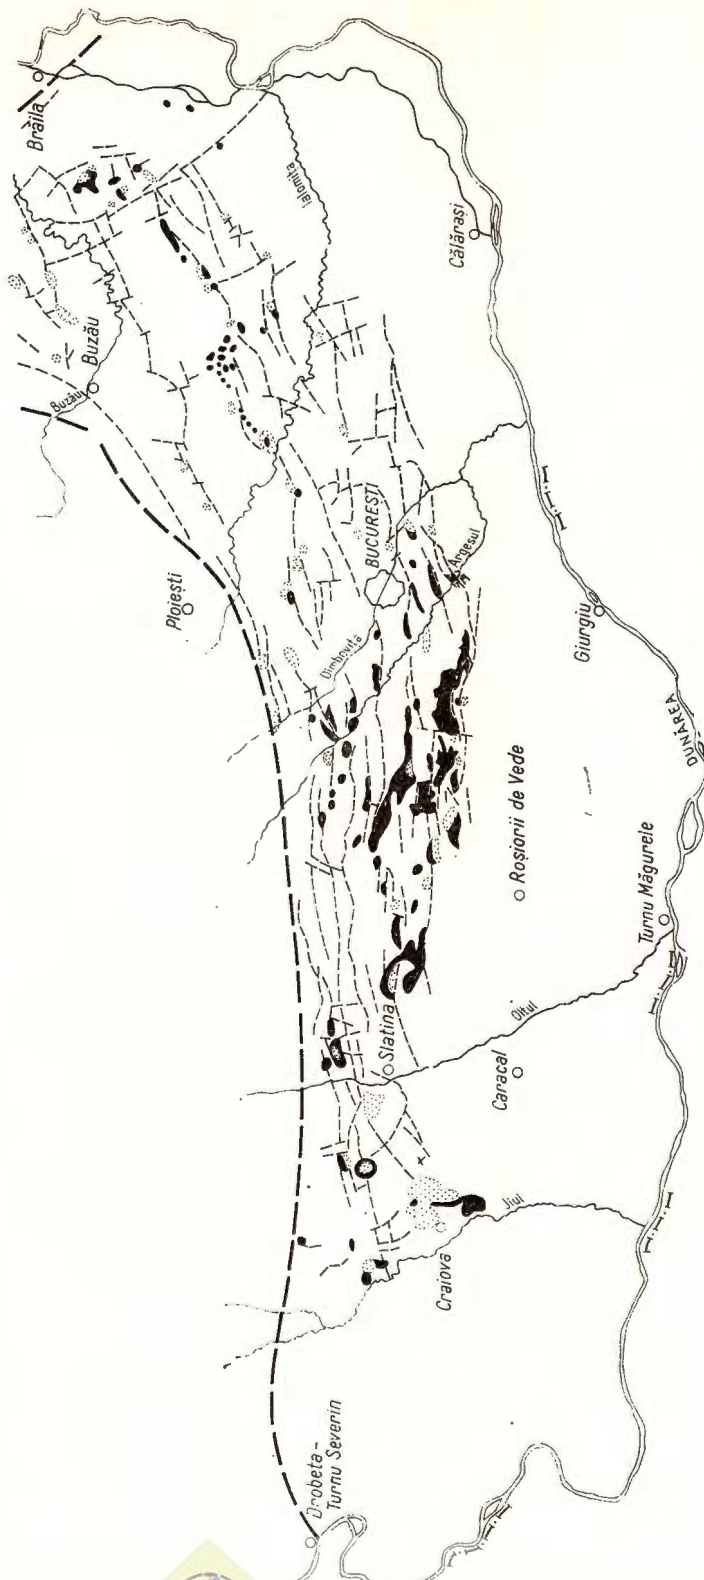 Brăila
Ialomița
Călărași
Buzău
Buzăul
Ploiești
BUCUREȘTI
Argeșul
Dîmbovița
Giurgiu
DUNĂREA
Roșiorii de Vede
Turnu Măgurele
Slatina
Oltul
Caracal
Jiul
Craiova
Drobeta-
Turnu Severin